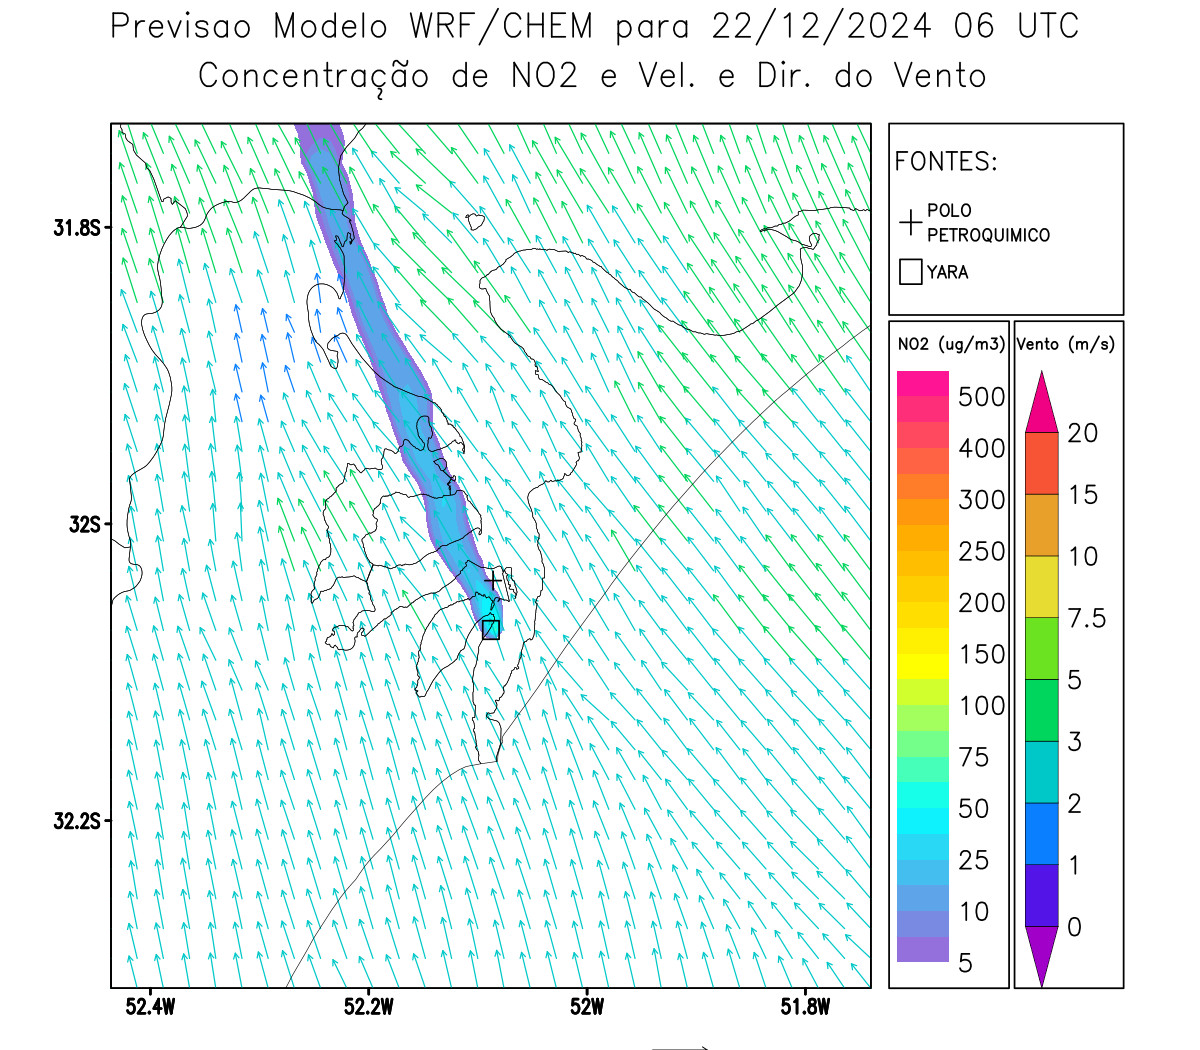 Previsao Modelo WRF/CHEM para 22/12/2024 06 UTC
Concentração de NO2 e Vel. e Dir. do Vento
FONTES:
POLO
PETROQUIMICO
YARA
NO2 (ug/m3)
500
400
300
250
200
150
100
75
50
25
10
5
Vento (m/s)
20
15
10
7.5
5
3
2
1
0
31.8S
32S
32.2S
52.4W
52.2W
52W
51.8W